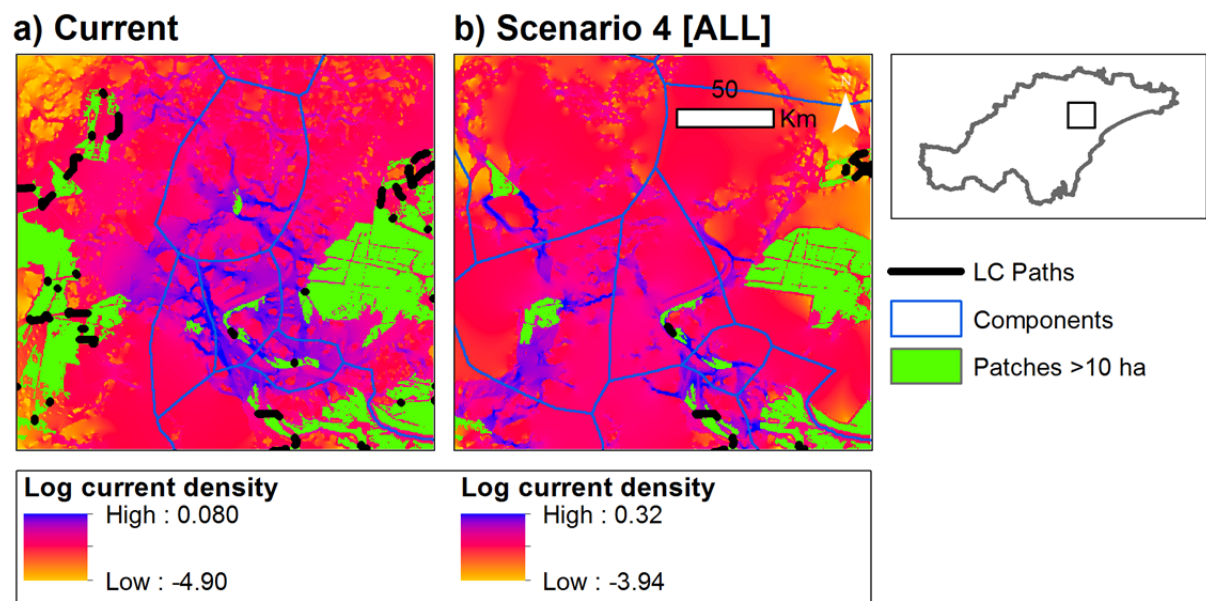 a) Current
b) Scenario 4 [ALL]
N
50
Km
LC Paths
Components
Patches >10 ha
Log current density
High : 0.080
Low : -4.90
Log current density
High : 0.32
Low : -3.94